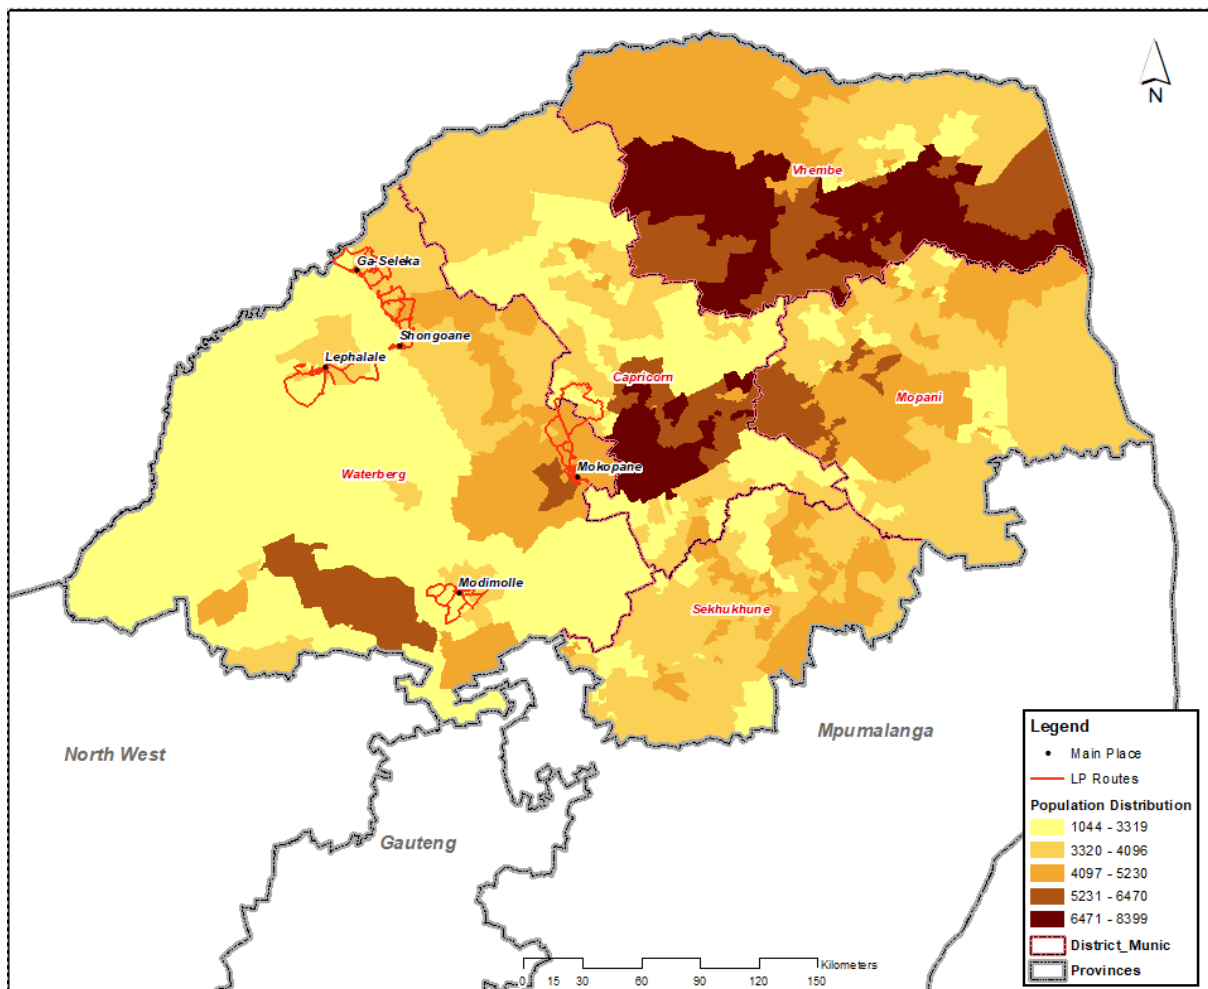 N
Vhembe
Ga-Seleka
Shongoane
Lephalale
Capricorn
Mopani
Mokopane
Waterberg
Modimolle
Sekhukhune
North West
Mpumalanga
Gauteng
Legend
Main Place
LP Routes
Population Distribution
1044 - 3319
3320 - 4096
4097 - 5230
5231 - 6470
6471 - 8399
District_Munic
Provinces
Kilometers
0 15 30 60 90 120 150